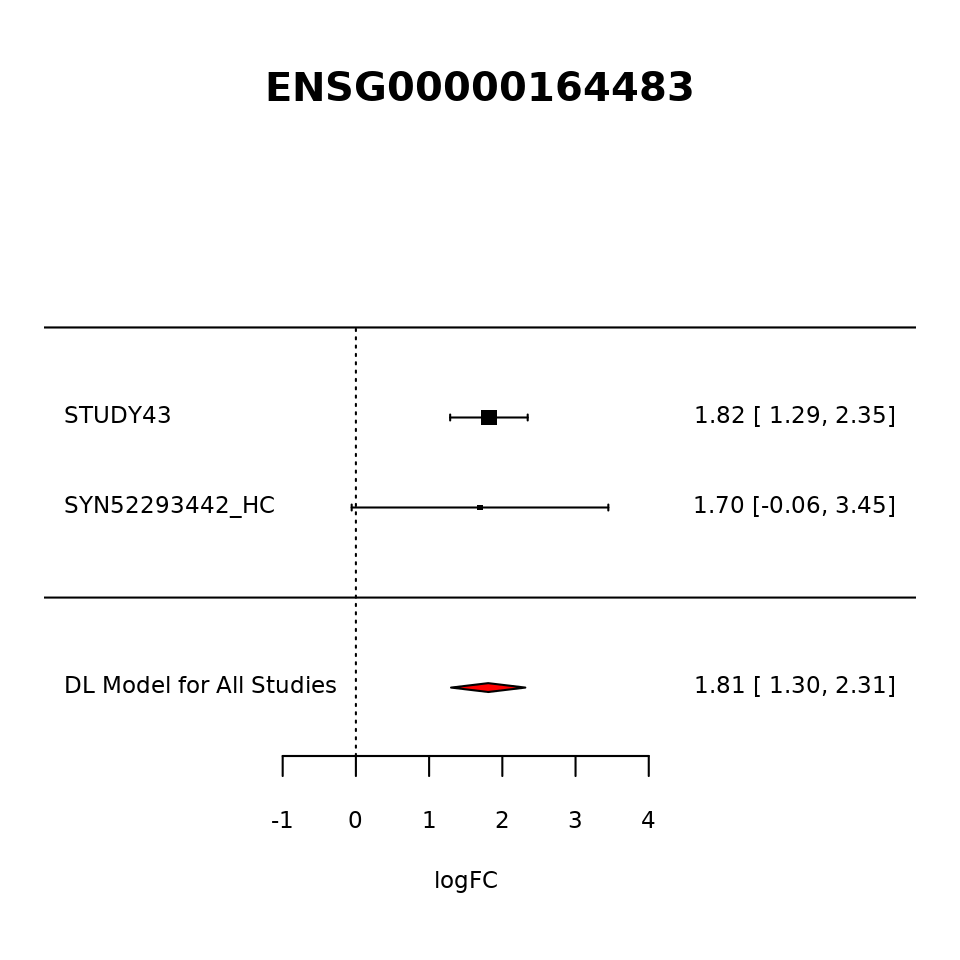 ENSG00000164483
STUDY43 1.82 [ 1.29, 2.35]
SYN52293442_HC 1.70 [-0.06, 3.45]
DL Model for All Studies 1.81 [ 1.30, 2.31]
-1 0 1 2 3 4
logFC